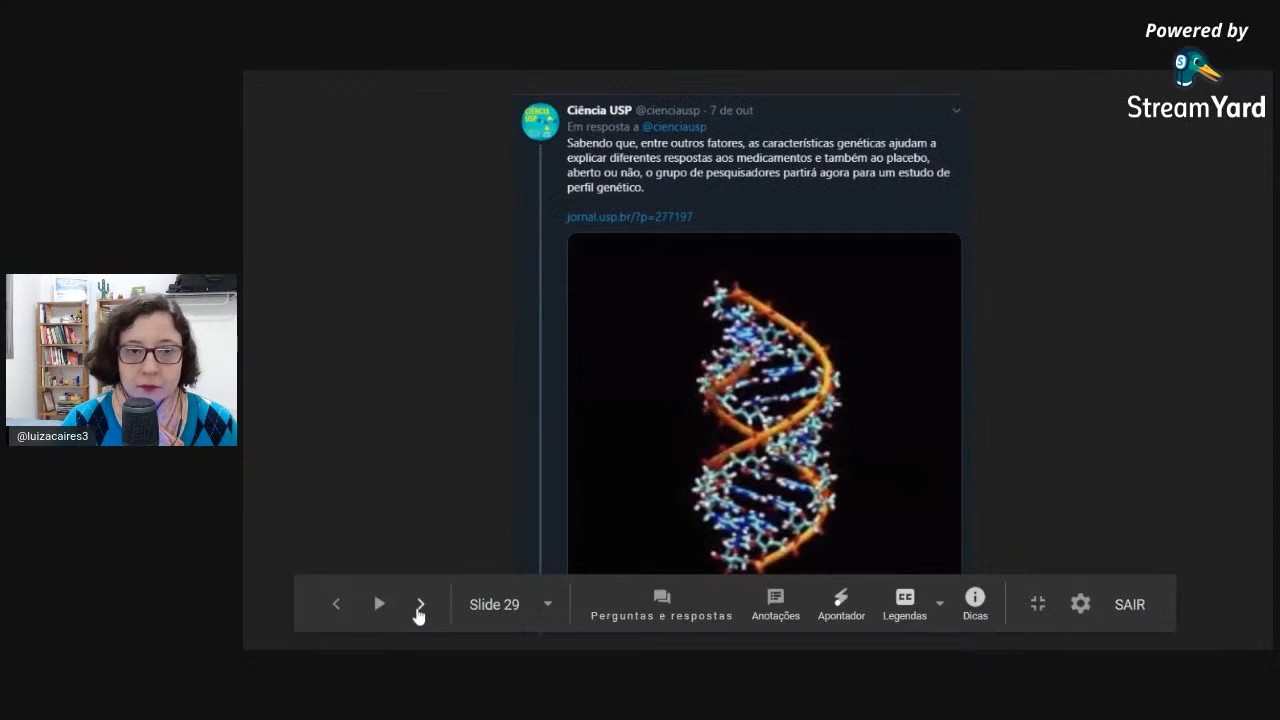 Powered by
StreamYard
Ciência USP @cienciausp · 7 de out
Em resposta a @cienciausp
Sabendo que, entre outros fatores, as características genéticas ajudam a
explicar diferentes respostas aos medicamentos e também ao placebo,
aberto ou não, o grupo de pesquisadores partirá agora para um estudo de
perfil genético.
jornal.usp.br/?p=277197
CIÊNCIA
USP
@luizacaires3
Slide 29
Perguntas e respostas
Anotações
Apontador
Legendas
Dicas
SAIR